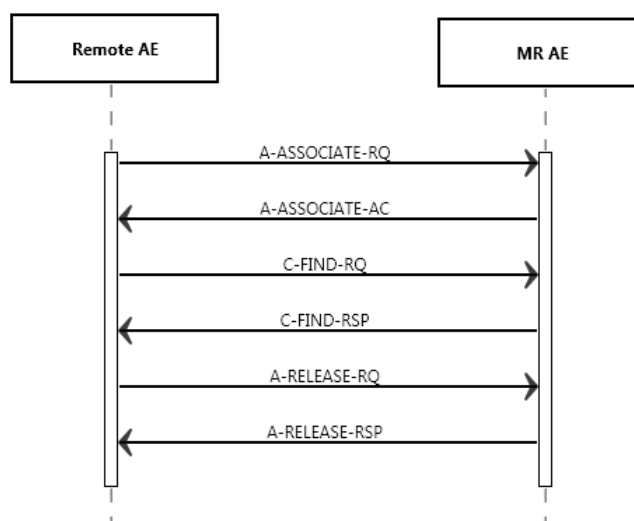 Remote AE
MR AE
A-ASSOCIATE-RQ
A-ASSOCIATE-AC
C-FIND-RQ
C-FIND-RSP
A-RELEASE-RQ
A-RELEASE-RSP